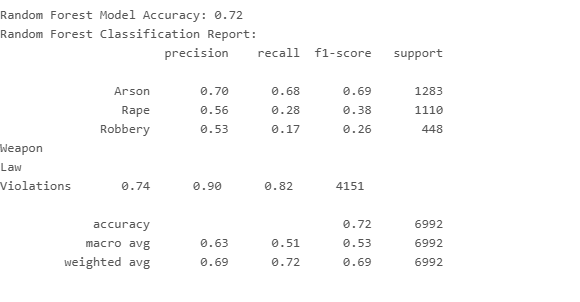 Random Forest Model Accuracy: 0.72
Random Forest Classification Report:
precision recall f1-score support
Arson 0.70 0.68 0.69 1283
Rape 0.56 0.28 0.38 1110
Robbery 0.53 0.17 0.26 448
Weapon
Law
Violations 0.74 0.90 0.82 4151
accuracy 0.72 6992
macro avg 0.63 0.51 0.53 6992
weighted avg 0.69 0.72 0.69 6992